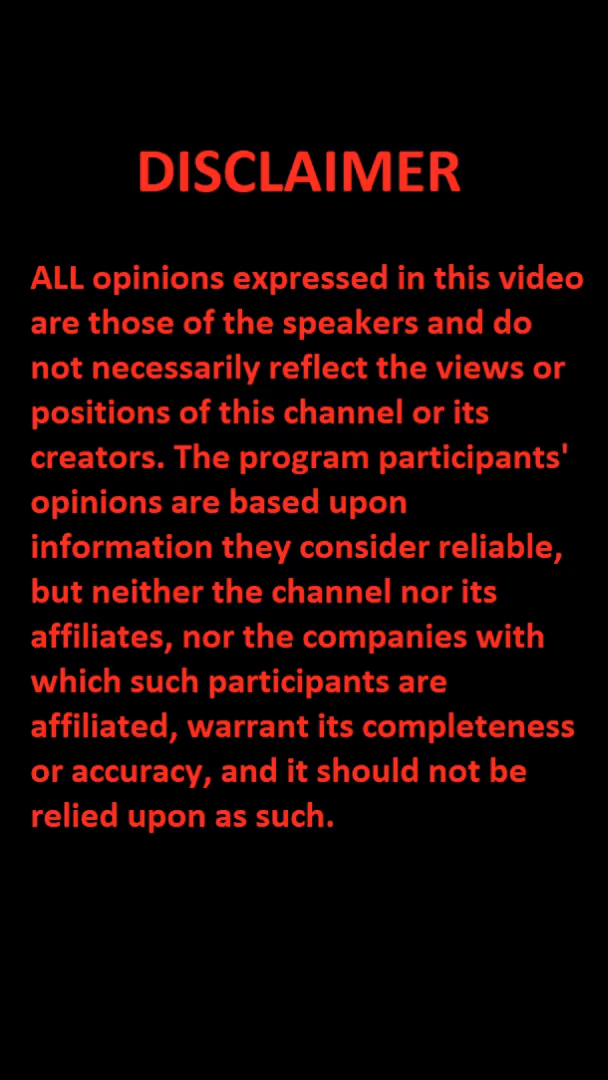 DISCLAIMER
ALL opinions expressed in this video
are those of the speakers and do
not necessarily reflect the views or
positions of this channel or its
creators. The program participants'
opinions are based upon
information they consider reliable,
but neither the channel nor its
affiliates, nor the companies with
which such participants are
affiliated, warrant its completeness
or accuracy, and it should not be
relied upon as such.